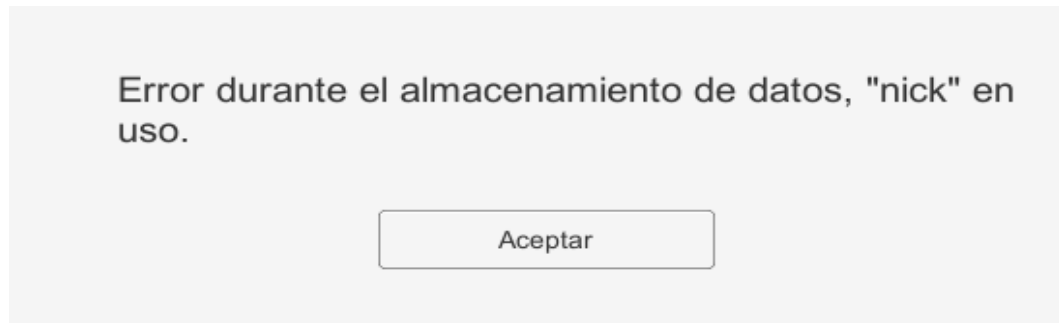 Error durante el almacenamiento de datos, "nick" en
uso.
Aceptar